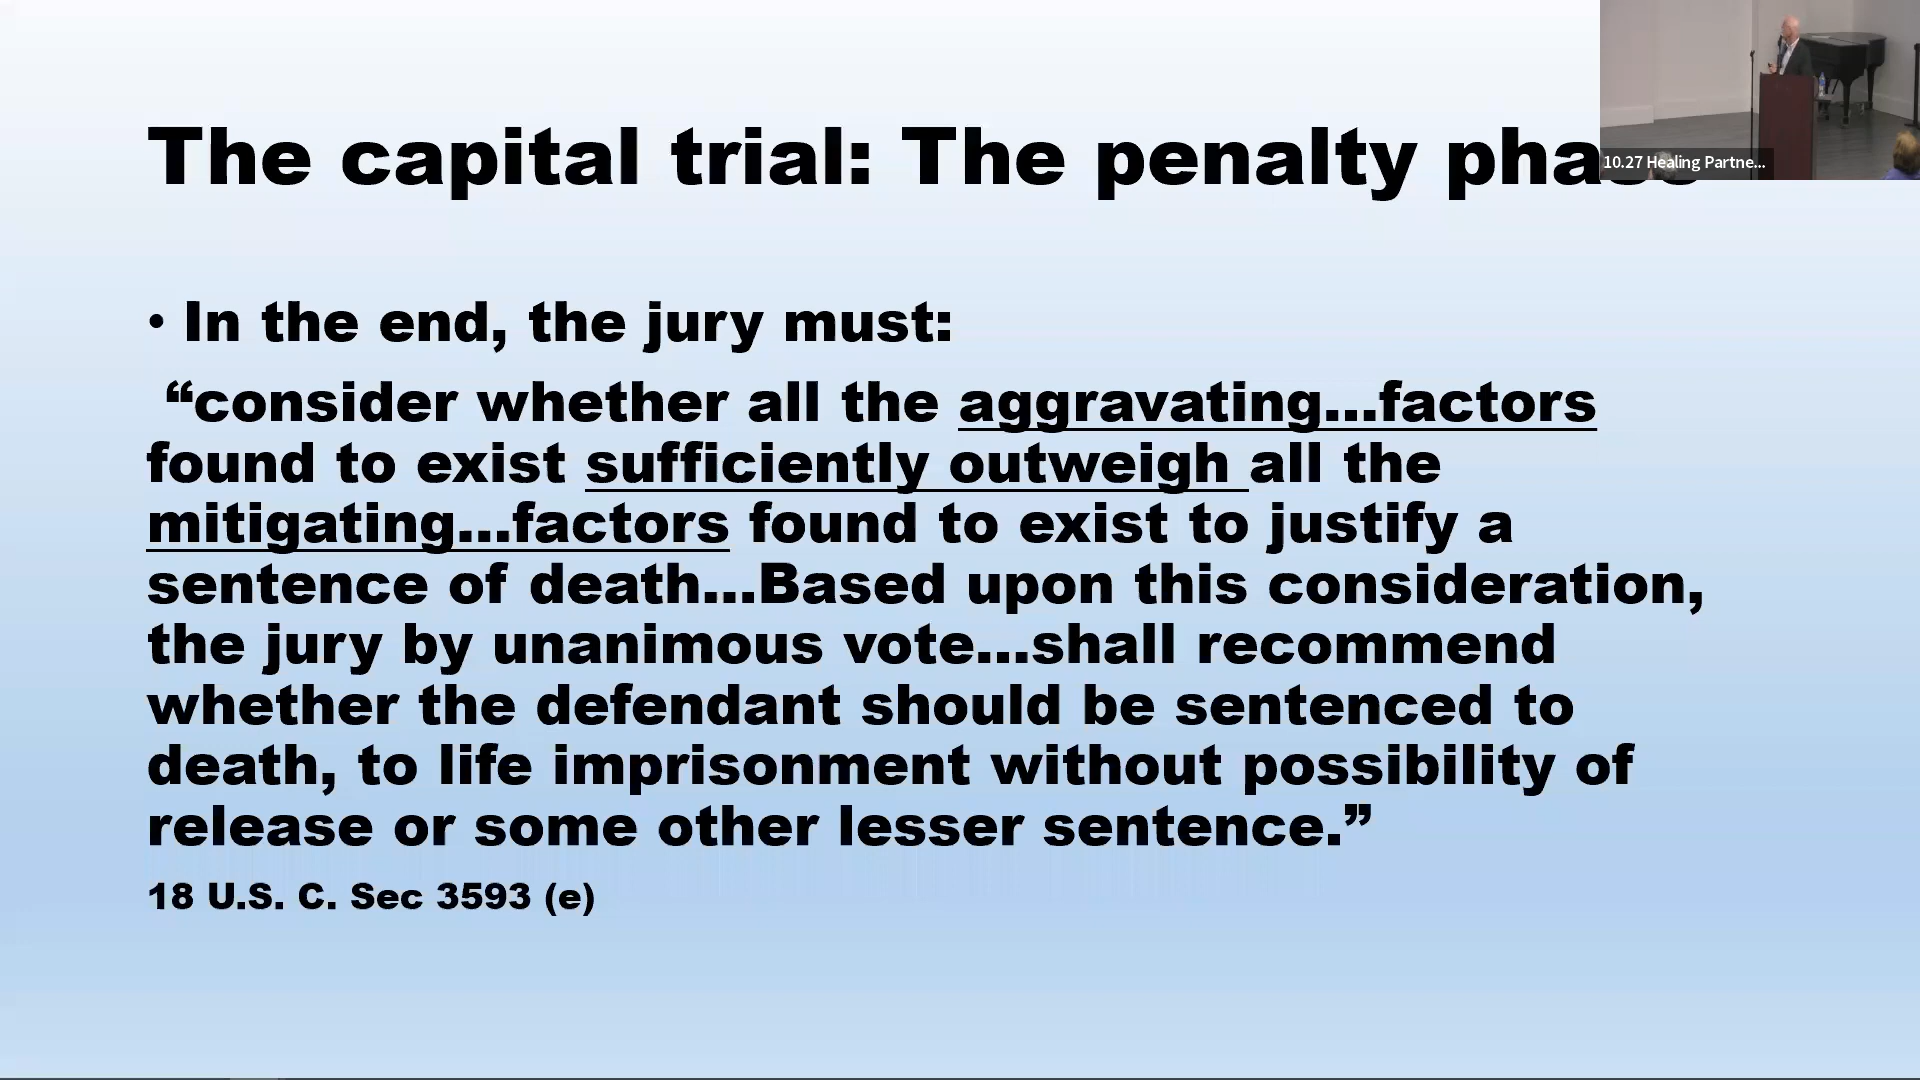 The capital trial: The penalty phase
10.27 Healing Partne...
• In the end, the jury must:
“consider whether all the aggravating...factors
found to exist sufficiently outweigh all the
mitigating...factors found to exist to justify a
sentence of death...Based upon this consideration,
the jury by unanimous vote...shall recommend
whether the defendant should be sentenced to
death, to life imprisonment without possibility of
release or some other lesser sentence.”
18 U.S. C. Sec 3593 (e)